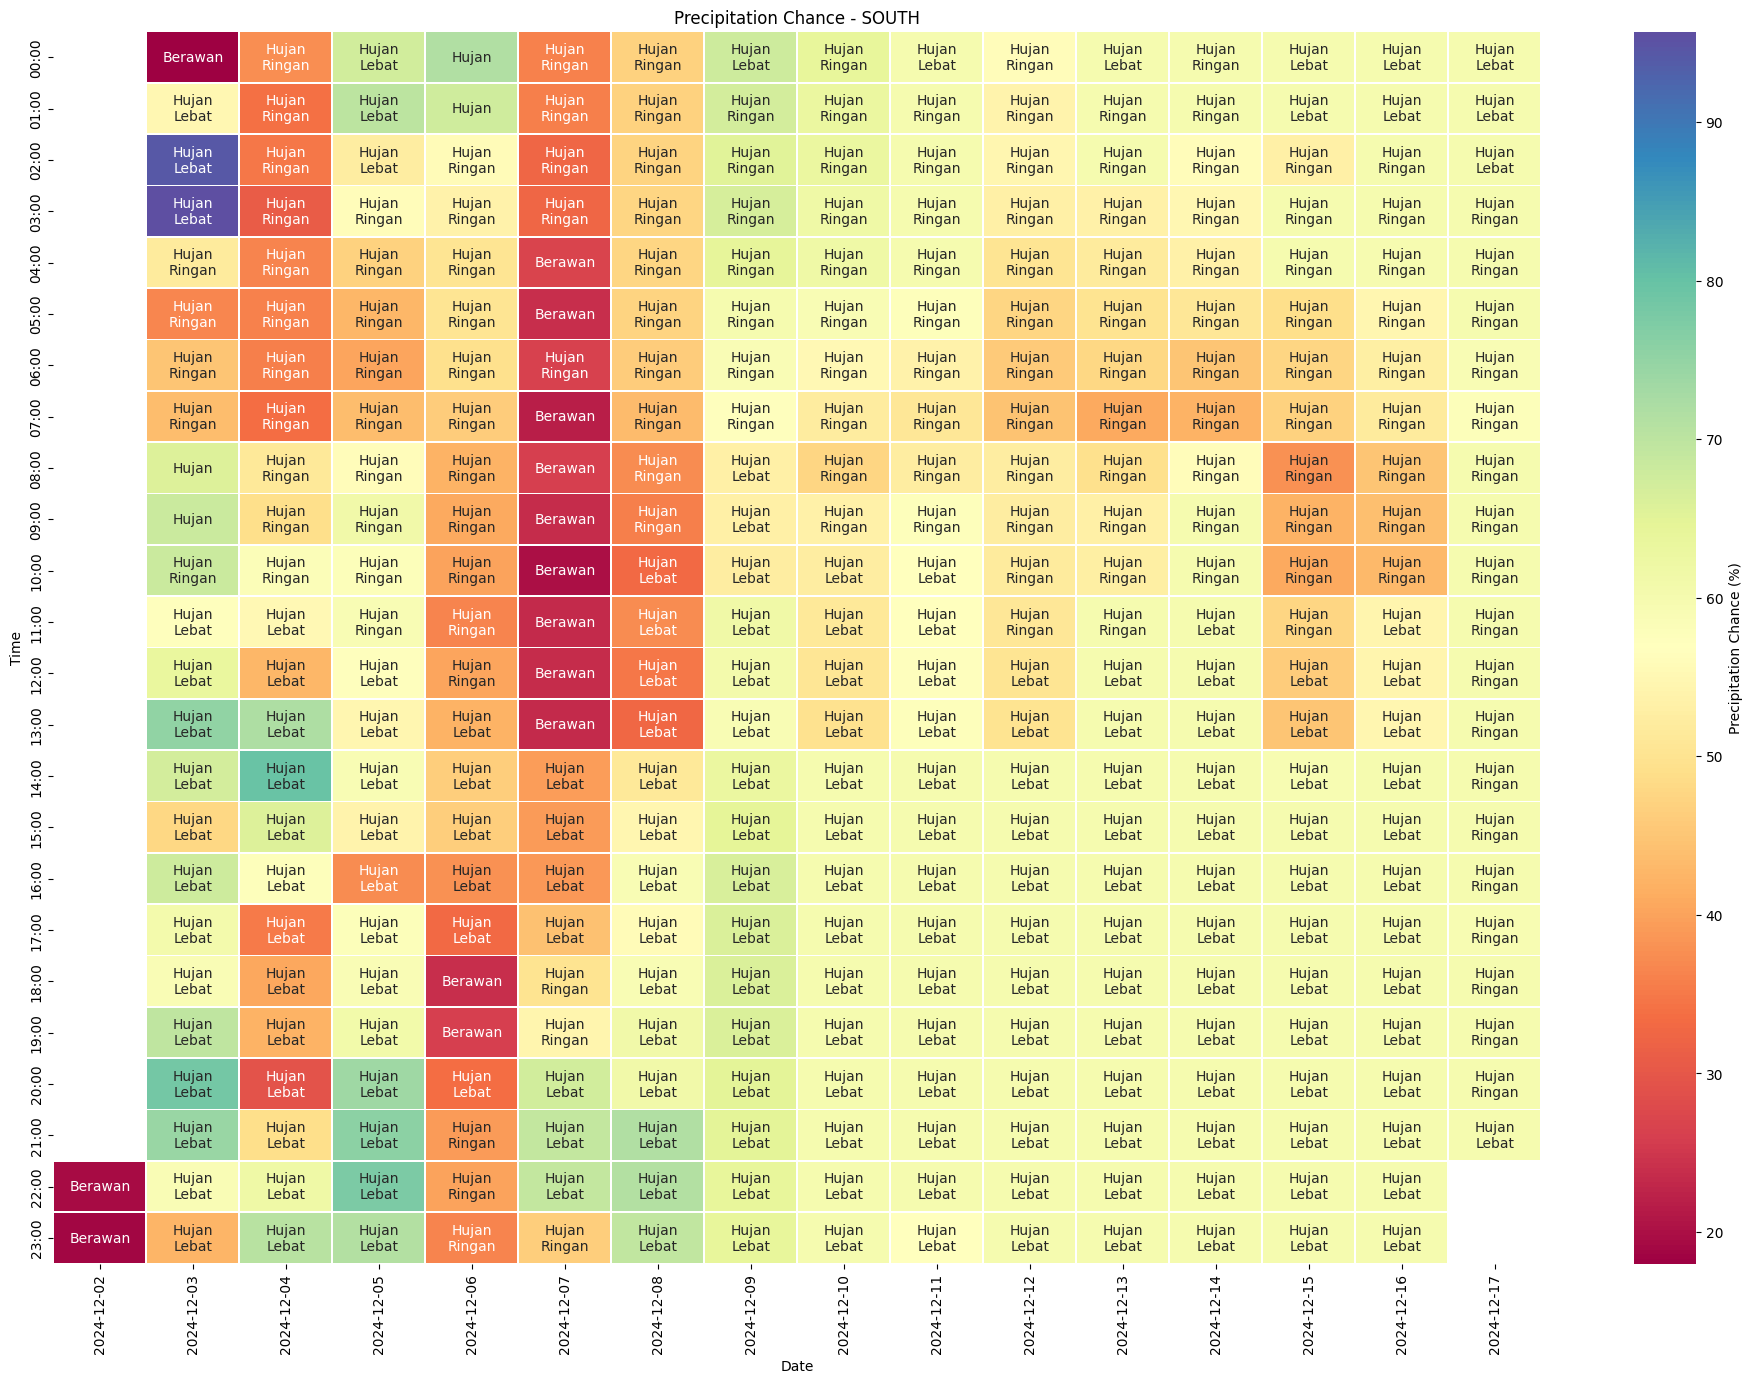 Precipitation Chance - SOUTH
00:00 Berawan Hujan Ringan Hujan Lebat Hujan Hujan Ringan Hujan Ringan Hujan Lebat Hujan Ringan Hujan Lebat Hujan Ringan Hujan Lebat Hujan Ringan Hujan Lebat Hujan Lebat Hujan Lebat
01:00 Hujan Lebat Hujan Ringan Hujan Lebat Hujan Hujan Ringan Hujan Ringan Hujan Ringan Hujan Ringan Hujan Ringan Hujan Ringan Hujan Ringan Hujan Ringan Hujan Lebat Hujan Lebat Hujan Lebat
02:00 Hujan Lebat Hujan Ringan Hujan Lebat Hujan Ringan Hujan Ringan Hujan Ringan Hujan Ringan Hujan Ringan Hujan Ringan Hujan Ringan Hujan Ringan Hujan Ringan Hujan Ringan Hujan Ringan Hujan Lebat
03:00 Hujan Lebat Hujan Ringan Hujan Ringan Hujan Ringan Hujan Ringan Hujan Ringan Hujan Ringan Hujan Ringan Hujan Ringan Hujan Ringan Hujan Ringan Hujan Ringan Hujan Ringan Hujan Ringan Hujan Ringan
04:00 Hujan Ringan Hujan Ringan Hujan Ringan Hujan Ringan Berawan Hujan Ringan Hujan Ringan Hujan Ringan Hujan Ringan Hujan Ringan Hujan Ringan Hujan Ringan Hujan Ringan Hujan Ringan Hujan Ringan
05:00 Hujan Ringan Hujan Ringan Hujan Ringan Hujan Ringan Berawan Hujan Ringan Hujan Ringan Hujan Ringan Hujan Ringan Hujan Ringan Hujan Ringan Hujan Ringan Hujan Ringan Hujan Ringan Hujan Ringan
06:00 Hujan Ringan Hujan Ringan Hujan Ringan Hujan Ringan Hujan Ringan Hujan Ringan Hujan Ringan Hujan Ringan Hujan Ringan Hujan Ringan Hujan Ringan Hujan Ringan Hujan Ringan Hujan Ringan Hujan Ringan
07:00 Hujan Ringan Hujan Ringan Hujan Ringan Hujan Ringan Berawan Hujan Ringan Hujan Ringan Hujan Ringan Hujan Ringan Hujan Ringan Hujan Ringan Hujan Ringan Hujan Ringan Hujan Ringan Hujan Ringan
08:00 Hujan Hujan Ringan Hujan Ringan Hujan Ringan Berawan Hujan Ringan Hujan Lebat Hujan Ringan Hujan Ringan Hujan Ringan Hujan Ringan Hujan Ringan Hujan Ringan Hujan Ringan Hujan Ringan
09:00 Hujan Hujan Ringan Hujan Ringan Hujan Ringan Berawan Hujan Ringan Hujan Lebat Hujan Ringan Hujan Ringan Hujan Ringan Hujan Ringan Hujan Ringan Hujan Ringan Hujan Ringan Hujan Ringan
10:00 Hujan Ringan Hujan Ringan Hujan Ringan Hujan Ringan Berawan Hujan Lebat Hujan Lebat Hujan Lebat Hujan Lebat Hujan Ringan Hujan Ringan Hujan Ringan Hujan Ringan Hujan Ringan Hujan Ringan
11:00 Hujan Lebat Hujan Lebat Hujan Ringan Hujan Ringan Berawan Hujan Lebat Hujan Lebat Hujan Lebat Hujan Lebat Hujan Ringan Hujan Ringan Hujan Lebat Hujan Ringan Hujan Lebat Hujan Ringan
12:00 Hujan Lebat Hujan Lebat Hujan Lebat Hujan Ringan Berawan Hujan Lebat Hujan Lebat Hujan Lebat Hujan Lebat Hujan Lebat Hujan Lebat Hujan Lebat Hujan Lebat Hujan Lebat Hujan Ringan
13:00 Hujan Lebat Hujan Lebat Hujan Lebat Hujan Lebat Berawan Hujan Lebat Hujan Lebat Hujan Lebat Hujan Lebat Hujan Lebat Hujan Lebat Hujan Lebat Hujan Lebat Hujan Lebat Hujan Ringan
14:00 Hujan Lebat Hujan Lebat Hujan Lebat Hujan Lebat Hujan Lebat Hujan Lebat Hujan Lebat Hujan Lebat Hujan Lebat Hujan Lebat Hujan Lebat Hujan Lebat Hujan Lebat Hujan Lebat Hujan Ringan
15:00 Hujan Lebat Hujan Lebat Hujan Lebat Hujan Lebat Hujan Lebat Hujan Lebat Hujan Lebat Hujan Lebat Hujan Lebat Hujan Lebat Hujan Lebat Hujan Lebat Hujan Lebat Hujan Lebat Hujan Ringan
16:00 Hujan Lebat Hujan Lebat Hujan Lebat Hujan Lebat Hujan Lebat Hujan Lebat Hujan Lebat Hujan Lebat Hujan Lebat Hujan Lebat Hujan Lebat Hujan Lebat Hujan Lebat Hujan Lebat Hujan Ringan
17:00 Hujan Lebat Hujan Lebat Hujan Lebat Hujan Lebat Hujan Lebat Hujan Lebat Hujan Lebat Hujan Lebat Hujan Lebat Hujan Lebat Hujan Lebat Hujan Lebat Hujan Lebat Hujan Lebat Hujan Ringan
18:00 Hujan Lebat Hujan Lebat Hujan Lebat Berawan Hujan Ringan Hujan Lebat Hujan Lebat Hujan Lebat Hujan Lebat Hujan Lebat Hujan Lebat Hujan Lebat Hujan Lebat Hujan Lebat Hujan Ringan
19:00 Hujan Lebat Hujan Lebat Hujan Lebat Berawan Hujan Ringan Hujan Lebat Hujan Lebat Hujan Lebat Hujan Lebat Hujan Lebat Hujan Lebat Hujan Lebat Hujan Lebat Hujan Lebat Hujan Ringan
20:00 Hujan Lebat Hujan Lebat Hujan Lebat Hujan Lebat Hujan Lebat Hujan Lebat Hujan Lebat Hujan Lebat Hujan Lebat Hujan Lebat Hujan Lebat Hujan Lebat Hujan Lebat Hujan Lebat Hujan Ringan
21:00 Hujan Lebat Hujan Lebat Hujan Lebat Hujan Ringan Hujan Lebat Hujan Lebat Hujan Lebat Hujan Lebat Hujan Lebat Hujan Lebat Hujan Lebat Hujan Lebat Hujan Lebat Hujan Lebat Hujan Lebat
22:00 Berawan Hujan Lebat Hujan Lebat Hujan Lebat Hujan Ringan Hujan Lebat Hujan Lebat Hujan Lebat Hujan Lebat Hujan Lebat Hujan Lebat Hujan Lebat Hujan Lebat Hujan Lebat Hujan Lebat
23:00 Berawan Hujan Lebat Hujan Lebat Hujan Lebat Hujan Ringan Hujan Ringan Hujan Lebat Hujan Lebat Hujan Lebat Hujan Lebat Hujan Lebat Hujan Lebat Hujan Lebat Hujan Lebat Hujan Lebat
Time
2024-12-02 2024-12-03 2024-12-04 2024-12-05 2024-12-06 2024-12-07 2024-12-08 2024-12-09 2024-12-10 2024-12-11 2024-12-12 2024-12-13 2024-12-14 2024-12-15 2024-12-16 2024-12-17
Date
90
80
70
60
50
40
30
20
Precipitation Chance (%)